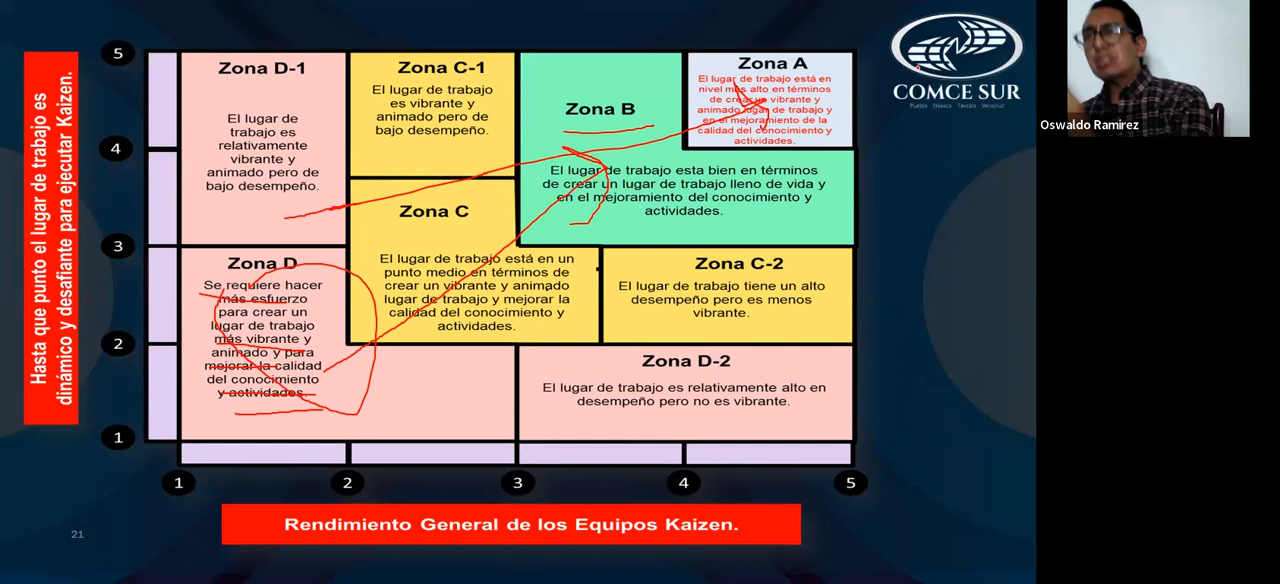 Hasta que punto el lugar de trabajo es
dinámico y desafiante para ejecutar Kaizen.
5
4
3
2
1
Zona D-1
El lugar de
trabajo es
relativamente
vibrante y
animado pero de
bajo desempeño.
Zona C-1
El lugar de trabajo
es vibrante y
animado pero de
bajo desempeño.
Zona B
El lugar de trabajo esta bien en términos
de crear un lugar de trabajo lleno de vida y
en el mejoramiento del conocimiento y
actividades.
Zona A
El lugar de trabajo está en
nivel más alto en términos
de crear un vibrante y
animado lugar de trabajo y
en el mejoramiento de la
calidad del conocimiento y
actividades.
Zona D
Se requiere hacer
más esfuerzo
para crear un
lugar de trabajo
más vibrante y
animado y para
mejorar la calidad
del conocimiento
y actividades.
Zona C
El lugar de trabajo está en un
punto medio en términos de
crear un vibrante y animado
lugar de trabajo y mejorar la
calidad del conocimiento y
actividades.
Zona C-2
El lugar de trabajo tiene un alto
desempeño pero es menos
vibrante.
Zona D-2
El lugar de trabajo es relativamente alto en
desempeño pero no es vibrante.
1
2
3
4
5
Rendimiento General de los Equipos Kaizen.
21
COMCE SUR
Puebla Oaxaca Tlaxcala Veracruz
Oswaldo Ramirez